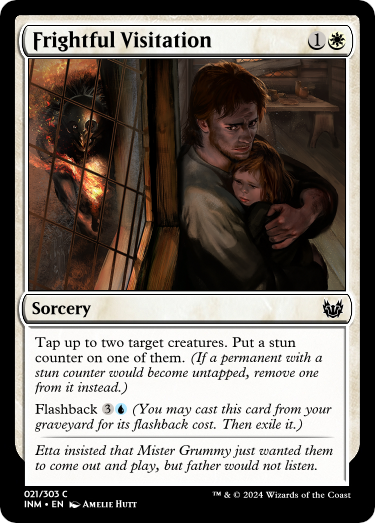 Frightful Visitation 1
Sorcery
Tap up to two target creatures. Put a stun
counter on one of them. (If a permanent with a
stun counter would become untapped, remove
one from it instead.)
Flashback 3 (You may cast this card from your
graveyard for its flashback cost. Then exile it.)
Etta insisted that Mister Grummy just wanted them
to come out and play, but father would not listen.
021/303 C
INM • EN AMELIE HUTT
™ & © 2024 Wizards of the Coast